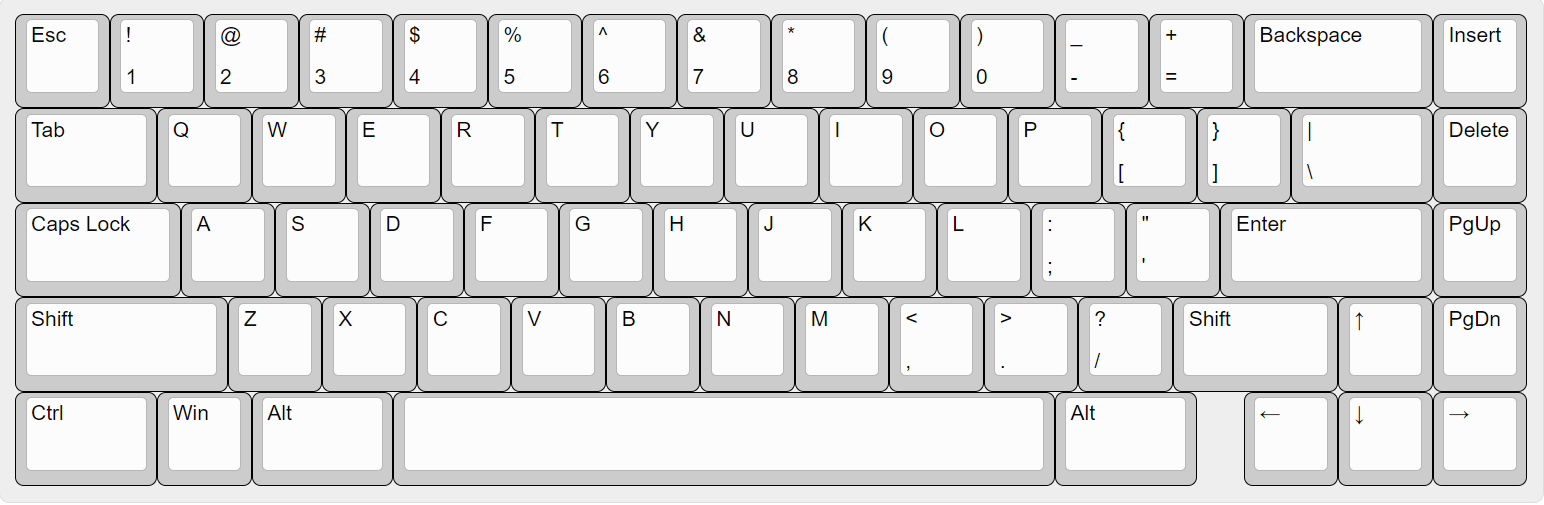 Esc ! @ # $ % ^ & * ( ) _ + Backspace Insert
1 2 3 4 5 6 7 8 9 0 - =
Tab Q W E R T Y U I O P { } | Delete
[ ] \
Caps Lock A S D F G H J K L : " Enter PgUp
; '
Shift Z X C V B N M < > ? Shift ↑ PgDn
, . /
Ctrl Win Alt Alt ← ↓ →